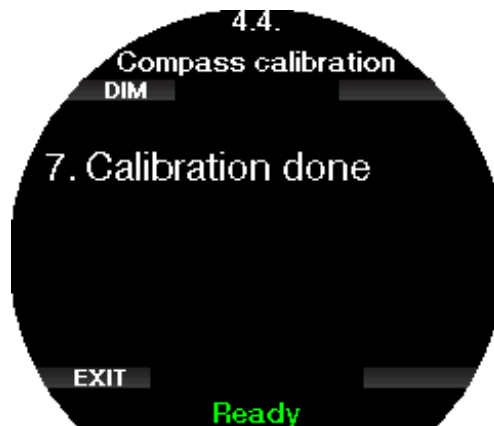 4.4.
Compass calibration
DIM
7. Calibration done
EXIT
Ready